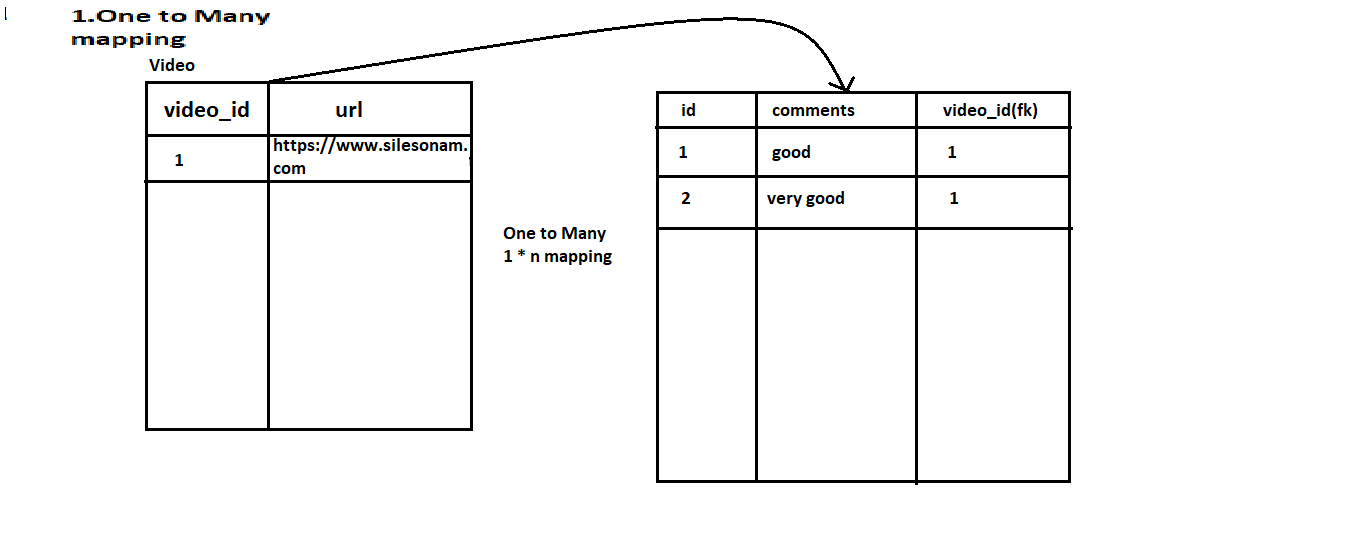 1.One to Many
mapping
Video
video_id url
1 https://www.silesonam.
com
id comments video_id(fk)
1 good 1
2 very good 1
One to Many
1 * n mapping